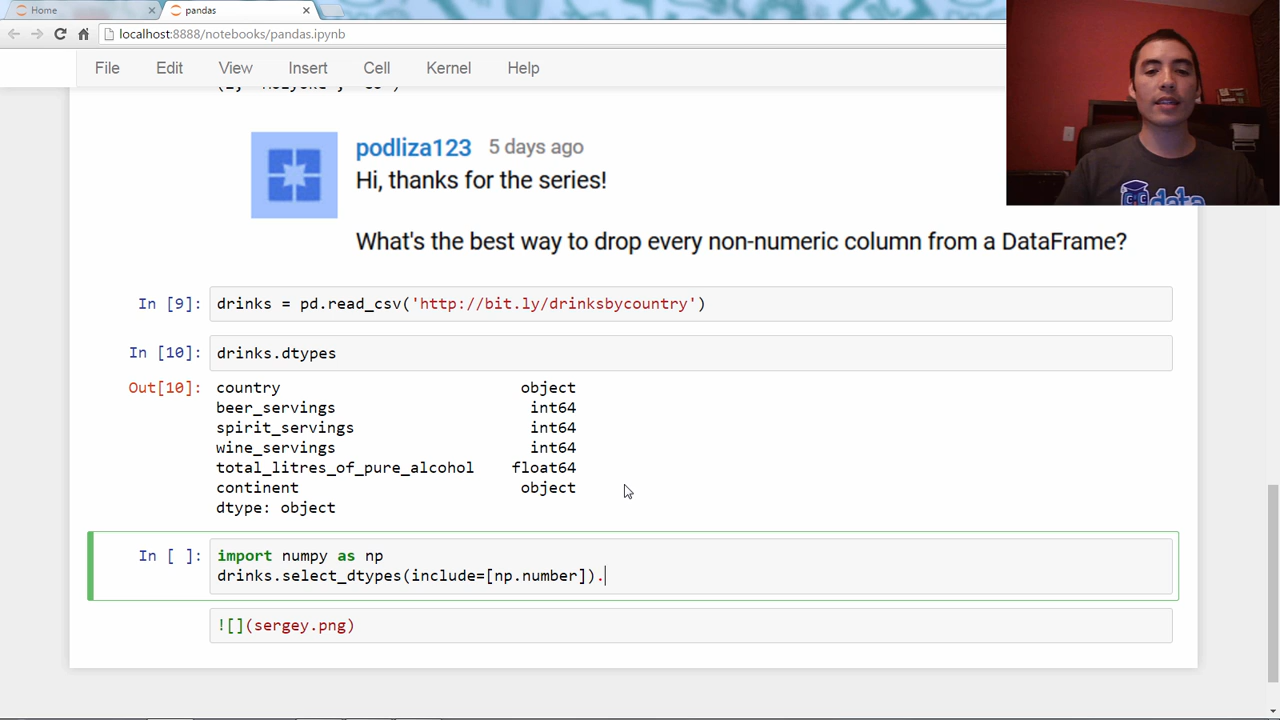 Home
pandas
localhost:8888/notebooks/pandas.ipynb
File Edit View Insert Cell Kernel Help
podliza123 5 days ago
Hi, thanks for the series!
What's the best way to drop every non-numeric column from a DataFrame?
In [9]: drinks = pd.read_csv('http://bit.ly/drinksbycountry')
In [10]: drinks.dtypes
Out[10]: country object
beer_servings int64
spirit_servings int64
wine_servings int64
total_litres_of_pure_alcohol float64
continent object
dtype: object
In [ ]: import numpy as np
drinks.select_dtypes(include=[np.number]).
![](sergey.png)
data